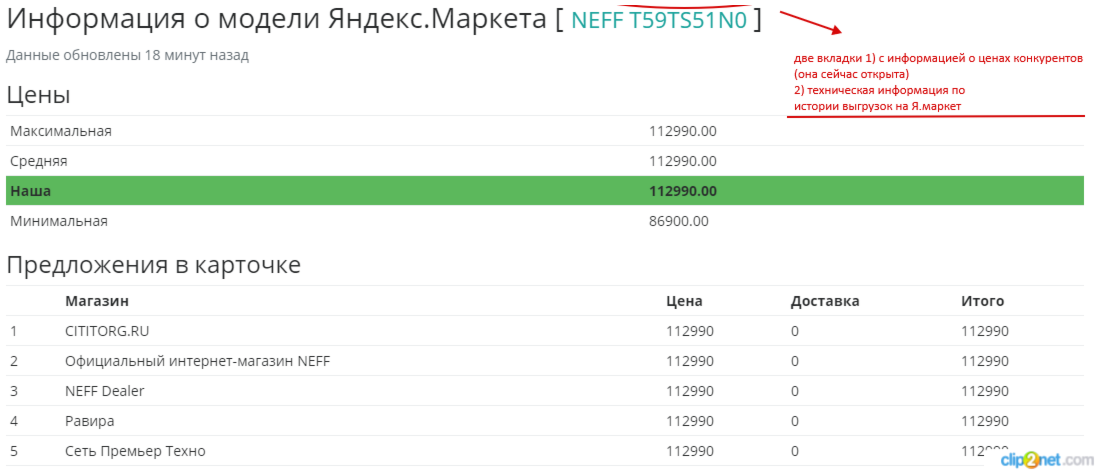 Информация о модели Яндекс.Маркета [ NEFF T59TS51N0 ]
Данные обновлены 18 минут назад
две вкладки 1) с информацией о ценах конкурентов
(она сейчас открыта)
2) техническая информация по
истории выгрузок на Я.маркет
Цены
Максимальная 112990.00
Средняя 112990.00
Наша 112990.00
Минимальная 86900.00
Предложения в карточке
Магазин Цена Доставка Итого
1 CITITORG.RU 112990 0 112990
2 Официальный интернет-магазин NEFF 112990 0 112990
3 NEFF Dealer 112990 0 112990
4 Равира 112990 0 112990
5 Сеть Премьер Техно 112990 0
clip2net.com